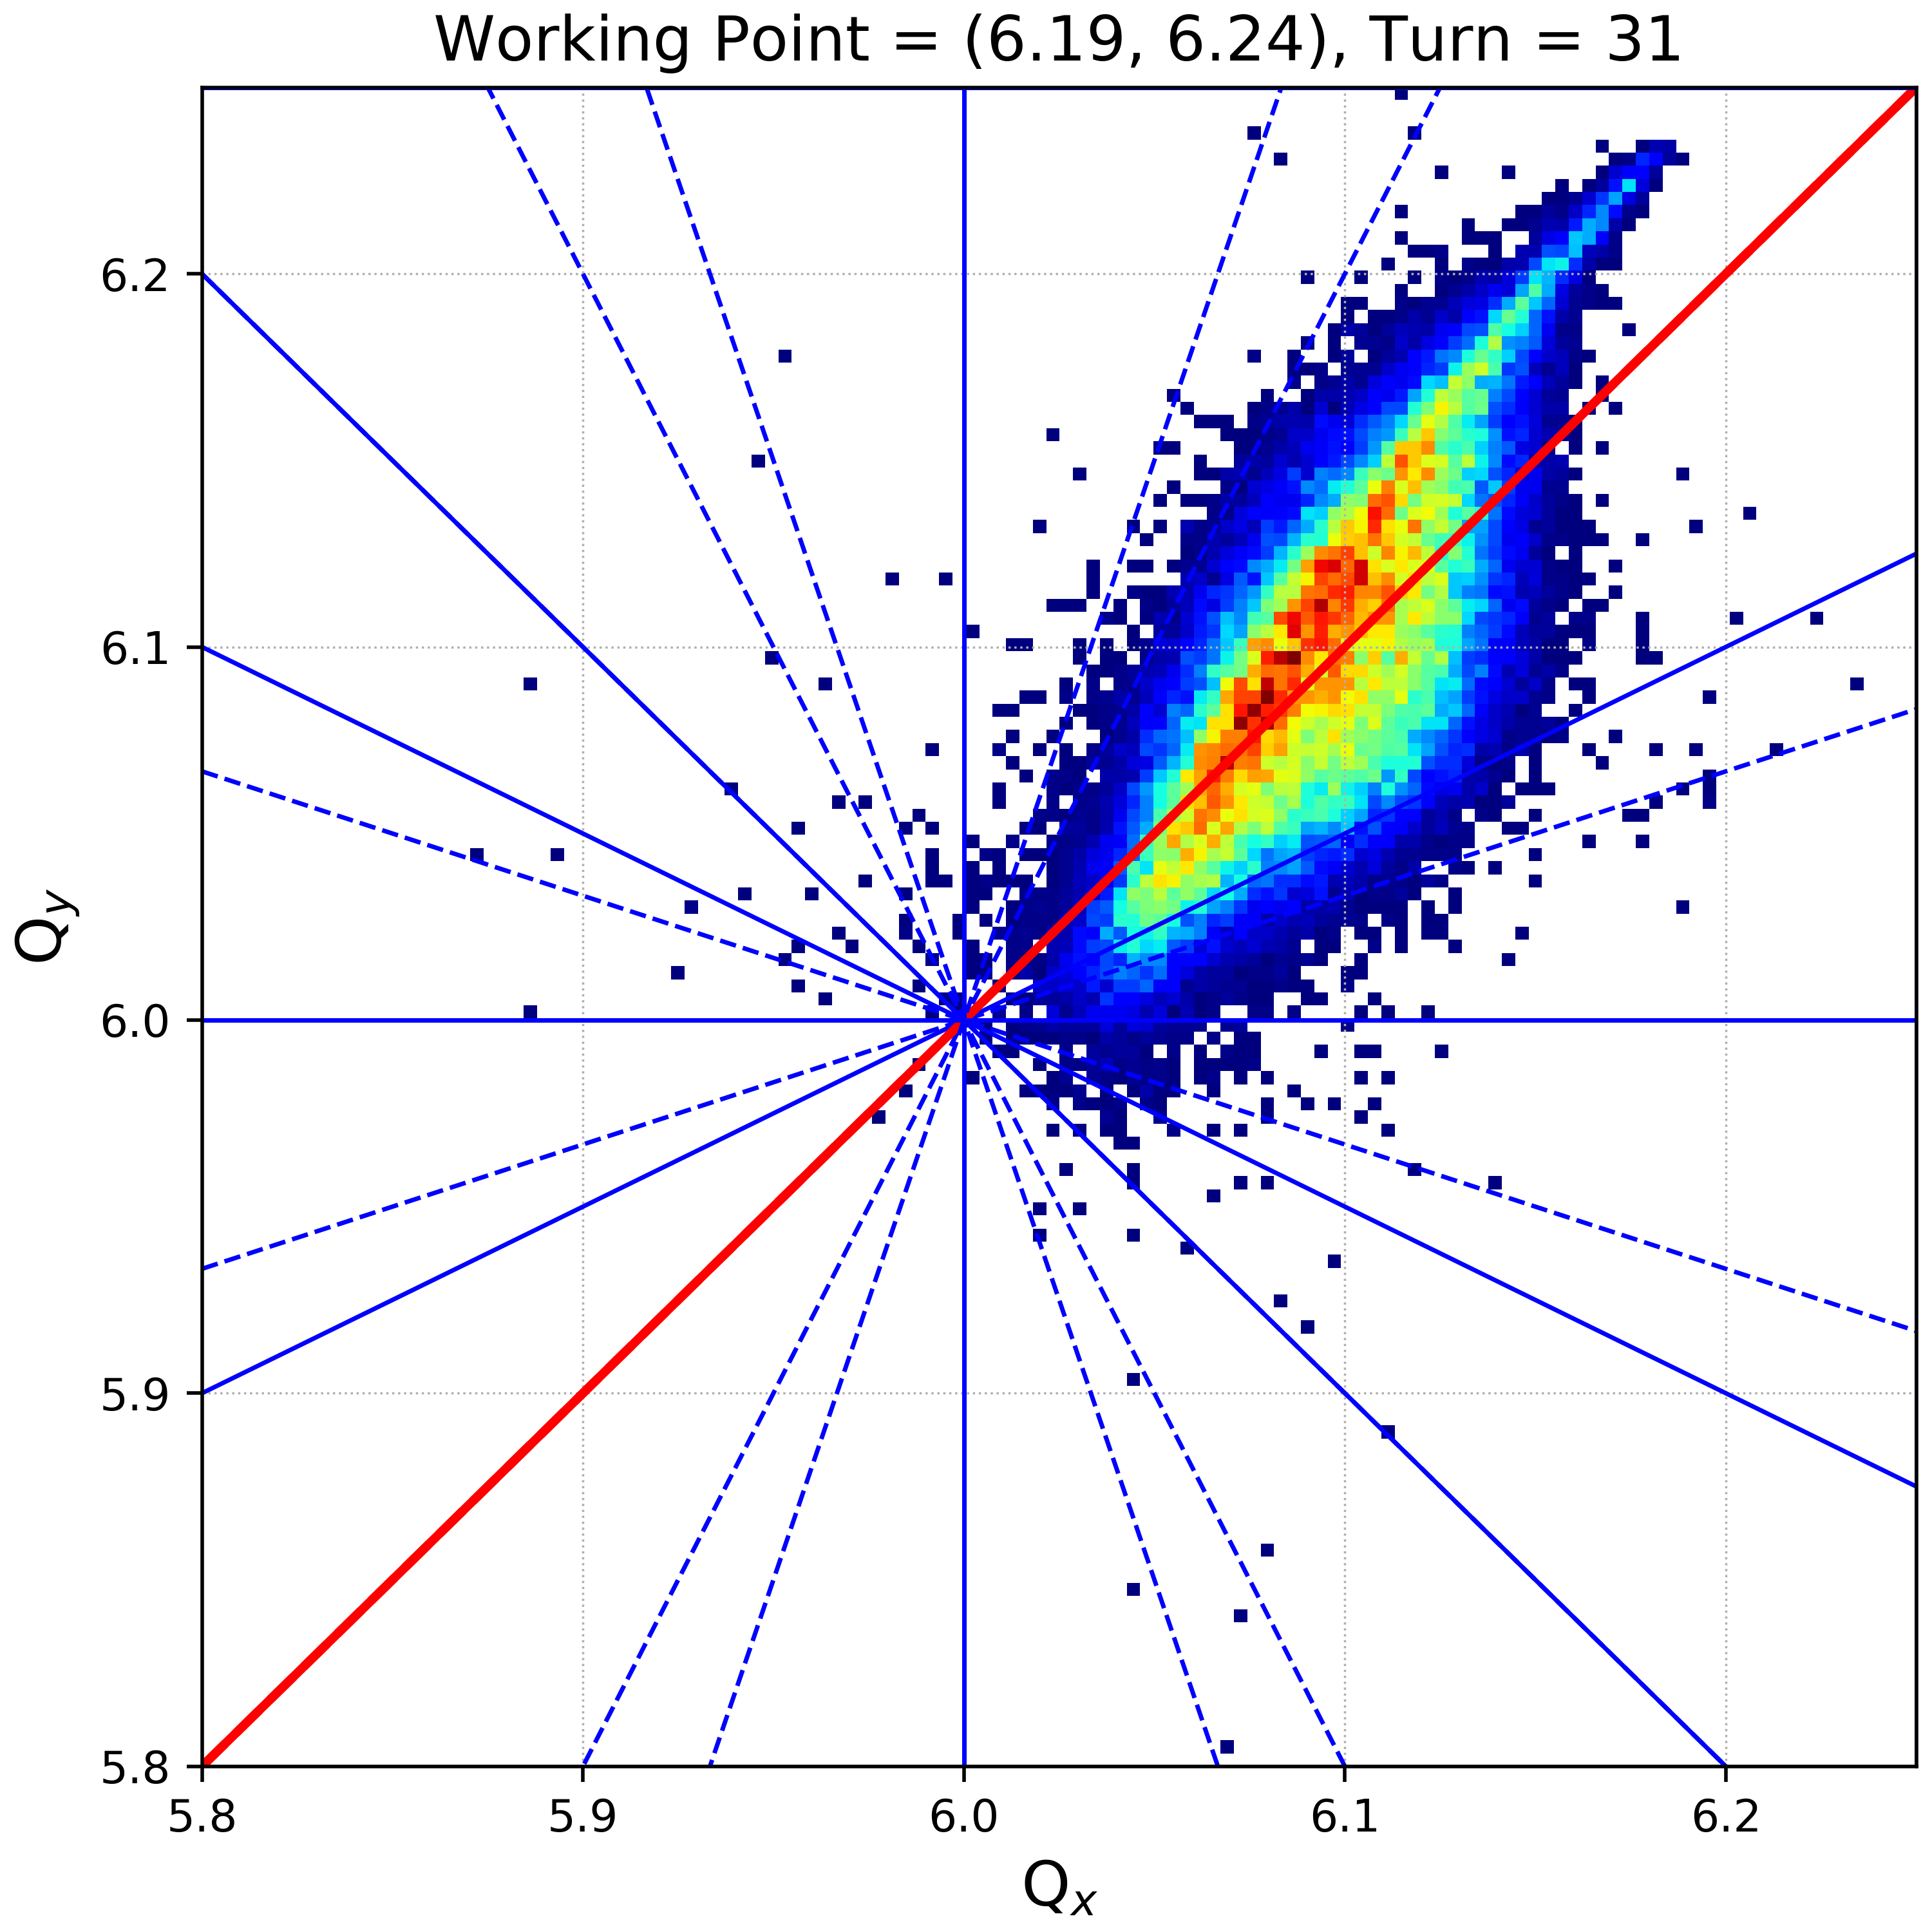 Working Point = (6.19, 6.24), Turn = 31
6.2
6.1
6.0
5.9
5.8
Qy
5.8 5.9 6.0 6.1 6.2
Qx